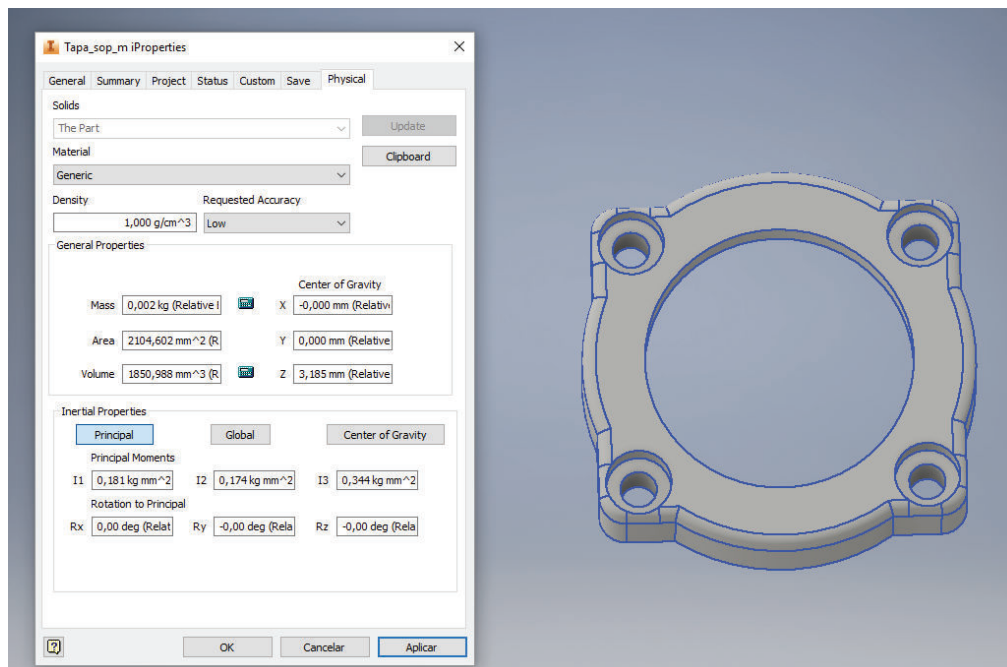 Tapa_sop_m iProperties
General Summary Project Status Custom Save Physical
Solids
The Part
Update
Material
Clipboard
Generic
Density Requested Accuracy
1,000 g/cm^3 Low
General Properties
Center of Gravity
Mass 0,002 kg (Relative X -0,000 mm (Relativ
Area 2104,602 mm^2 (R Y 0,000 mm (Relative
Volume 1850,988 mm^3 (R Z 3,185 mm (Relative
Inertial Properties
Principal Global Center of Gravity
Principal Moments
I1 0,181 kg mm^2 I2 0,174 kg mm^2 I3 0,344 kg mm^2
Rotation to Principal
Rx 0,00 deg (Relat Ry -0,00 deg (Rela Rz -0,00 deg (Rela
OK Cancelar Aplicar